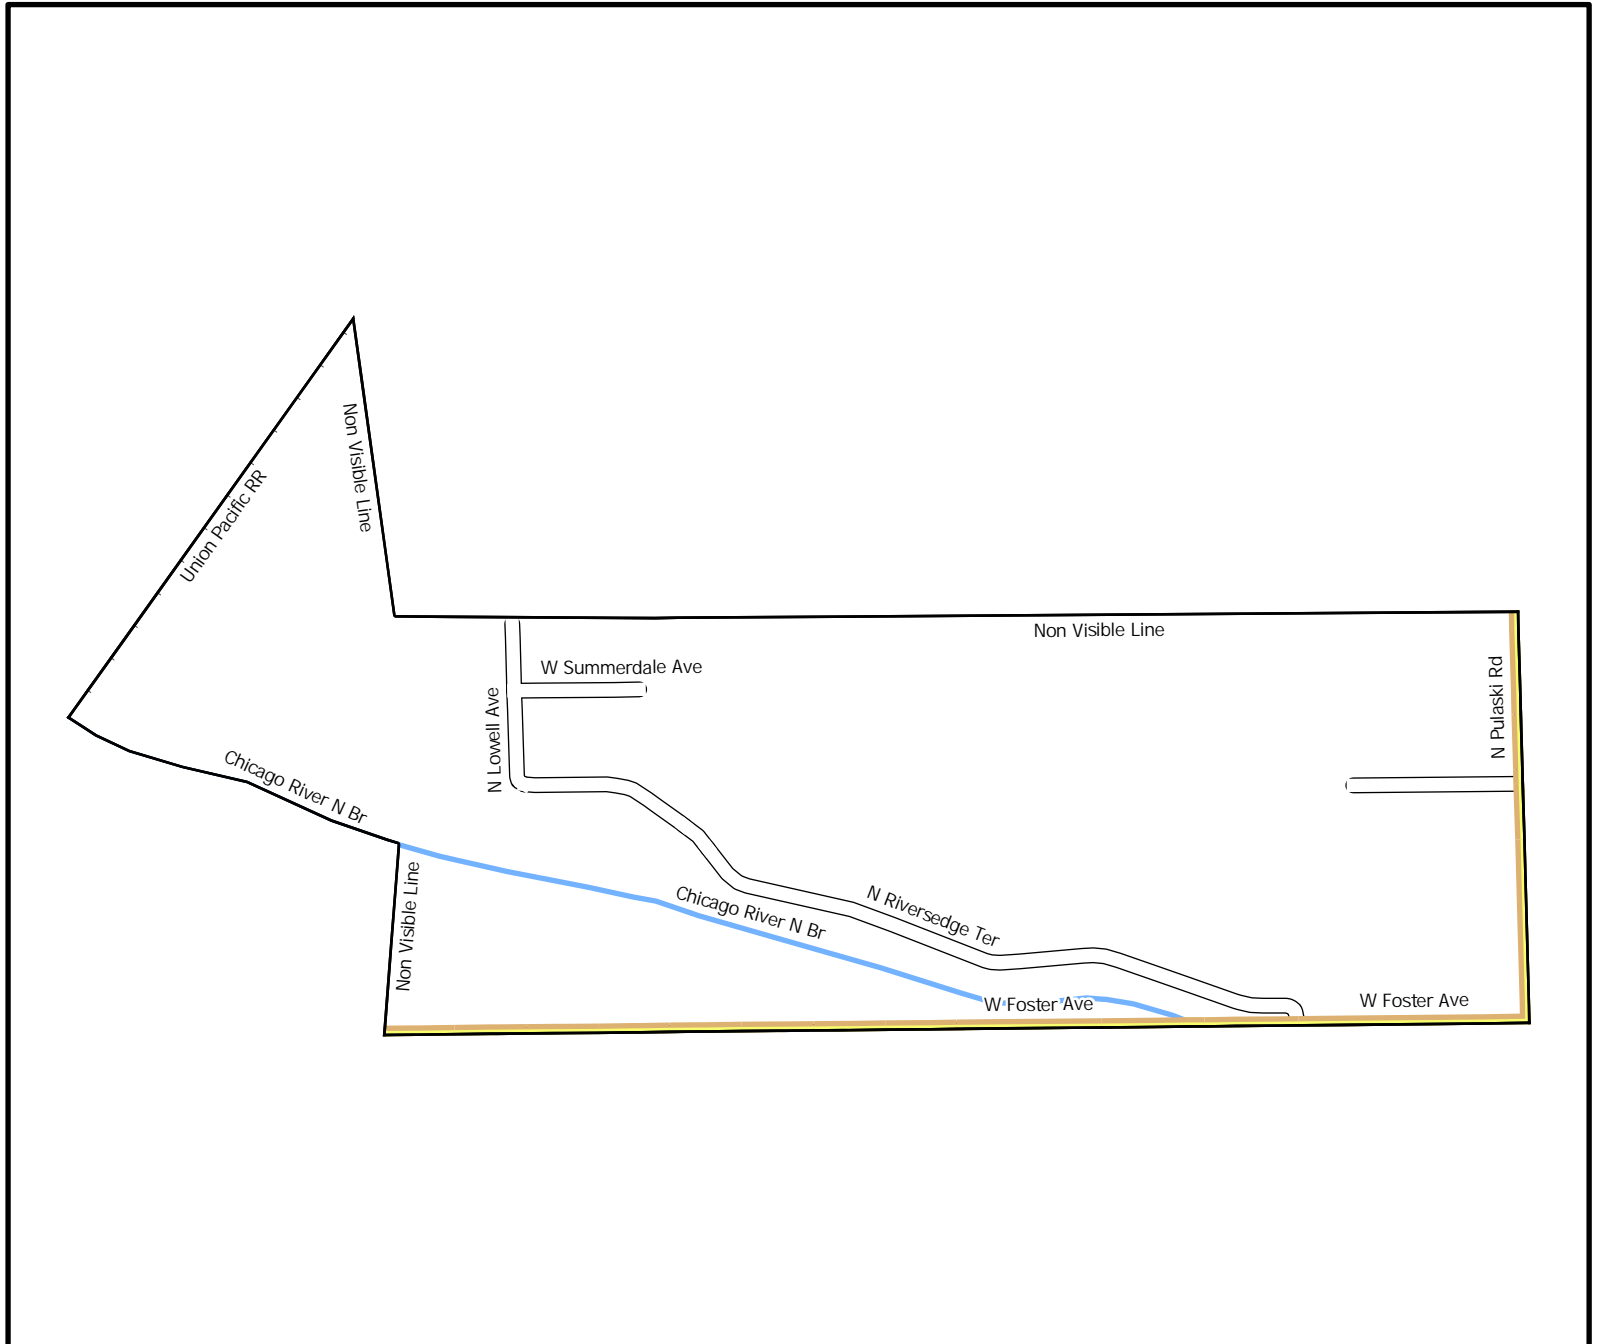 Non Visible Line
Union Pacific RR
Non Visible Line
W Summerdale Ave
N Pulaski Rd
N Lowell Ave
Chicago River N Br
Non Visible Line
Chicago River N Br
N Riversedge Ter
W Foster Ave
W Foster Ave